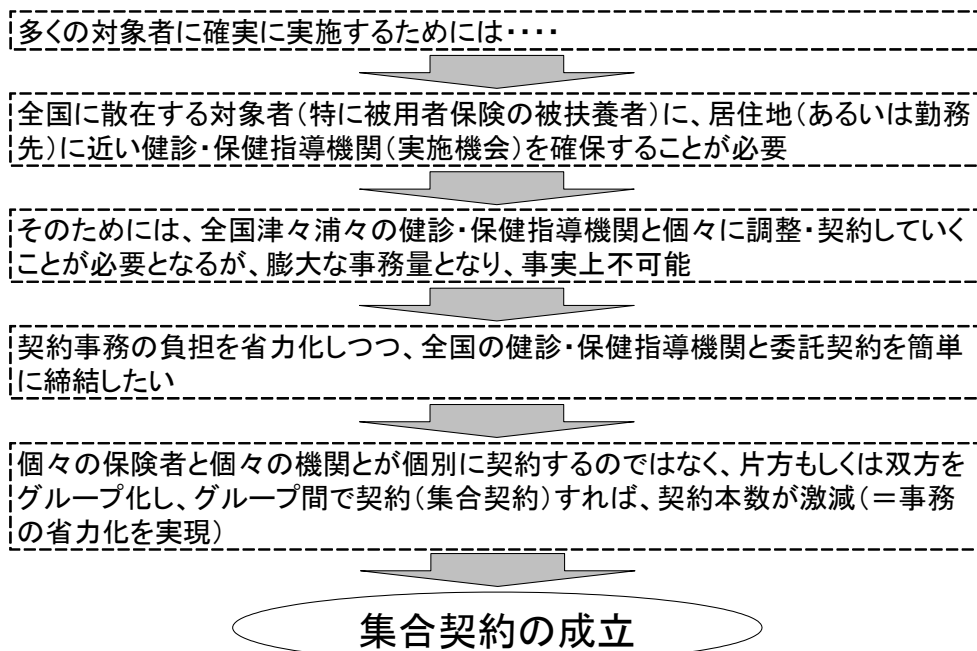 多くの対象者に確実に実施するためには・・・・
全国に散在する対象者(特に被用者保険の被扶養者)に、居住地(あるいは勤務
先)に近い健診・保健指導機関(実施機会)を確保することが必要
そのためには、全国津々浦々の健診・保健指導機関と個々に調整・契約していく
ことが必要となるが、膨大な事務量となり、事実上不可能
契約事務の負担を省力化しつつ、全国の健診・保健指導機関と委託契約を簡単
に締結したい
個々の保険者と個々の機関とが個別に契約するのではなく、片方もしくは双方を
グループ化し、グループ間で契約(集合契約)すれば、契約本数が激減(=事務
の省力化を実現)
集合契約の成立